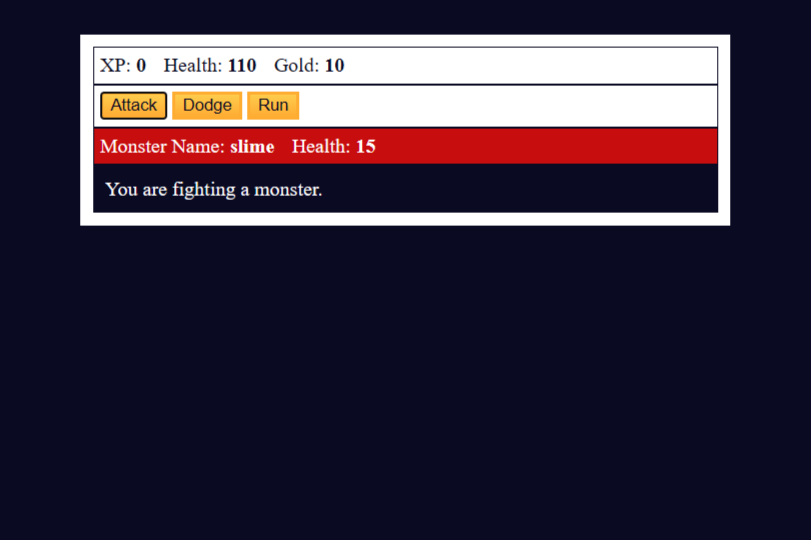 XP: 0 Health: 110 Gold: 10
Attack Dodge Run
Monster Name: slime Health: 15
You are fighting a monster.